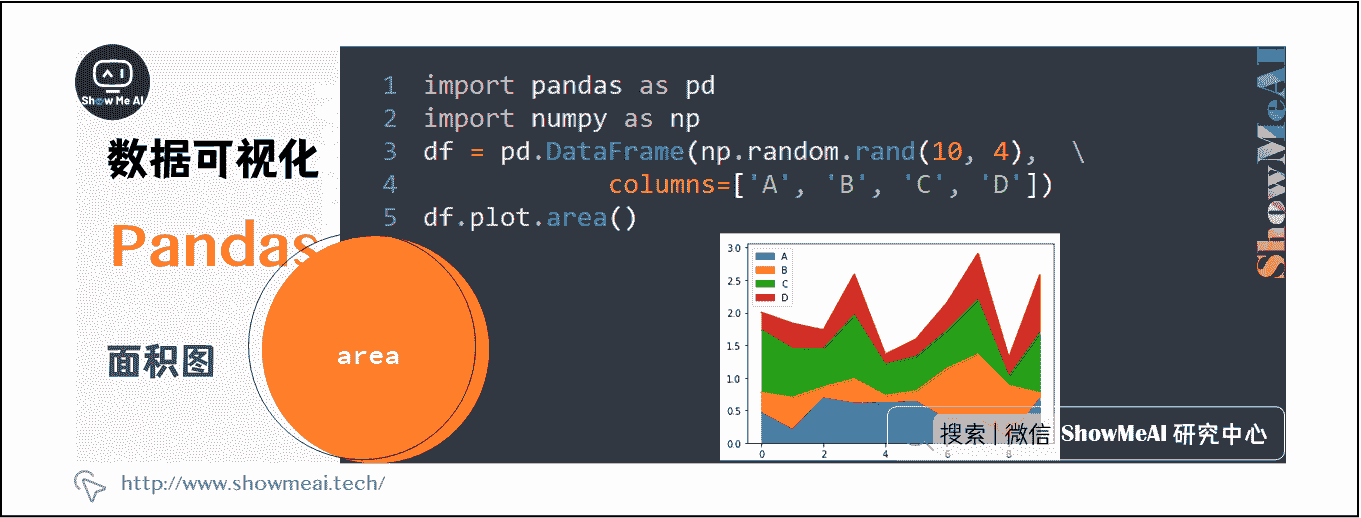 Show Me AI
数据可视化
Pandas
面积图
area
1 import pandas as pd
2 import numpy as np
3 df = pd.DataFrame(np.random.rand(10, 4), \
4 columns=['A', 'B', 'C', 'D'])
5 df.plot.area()
3.0
2.5
2.0
1.5
1.0
0.5
0.0
A
B
C
D
0 2 4 6 8
搜索 | 微信 ShowMeAI 研究中心
ShowMeAI
http://www.showmeai.tech/